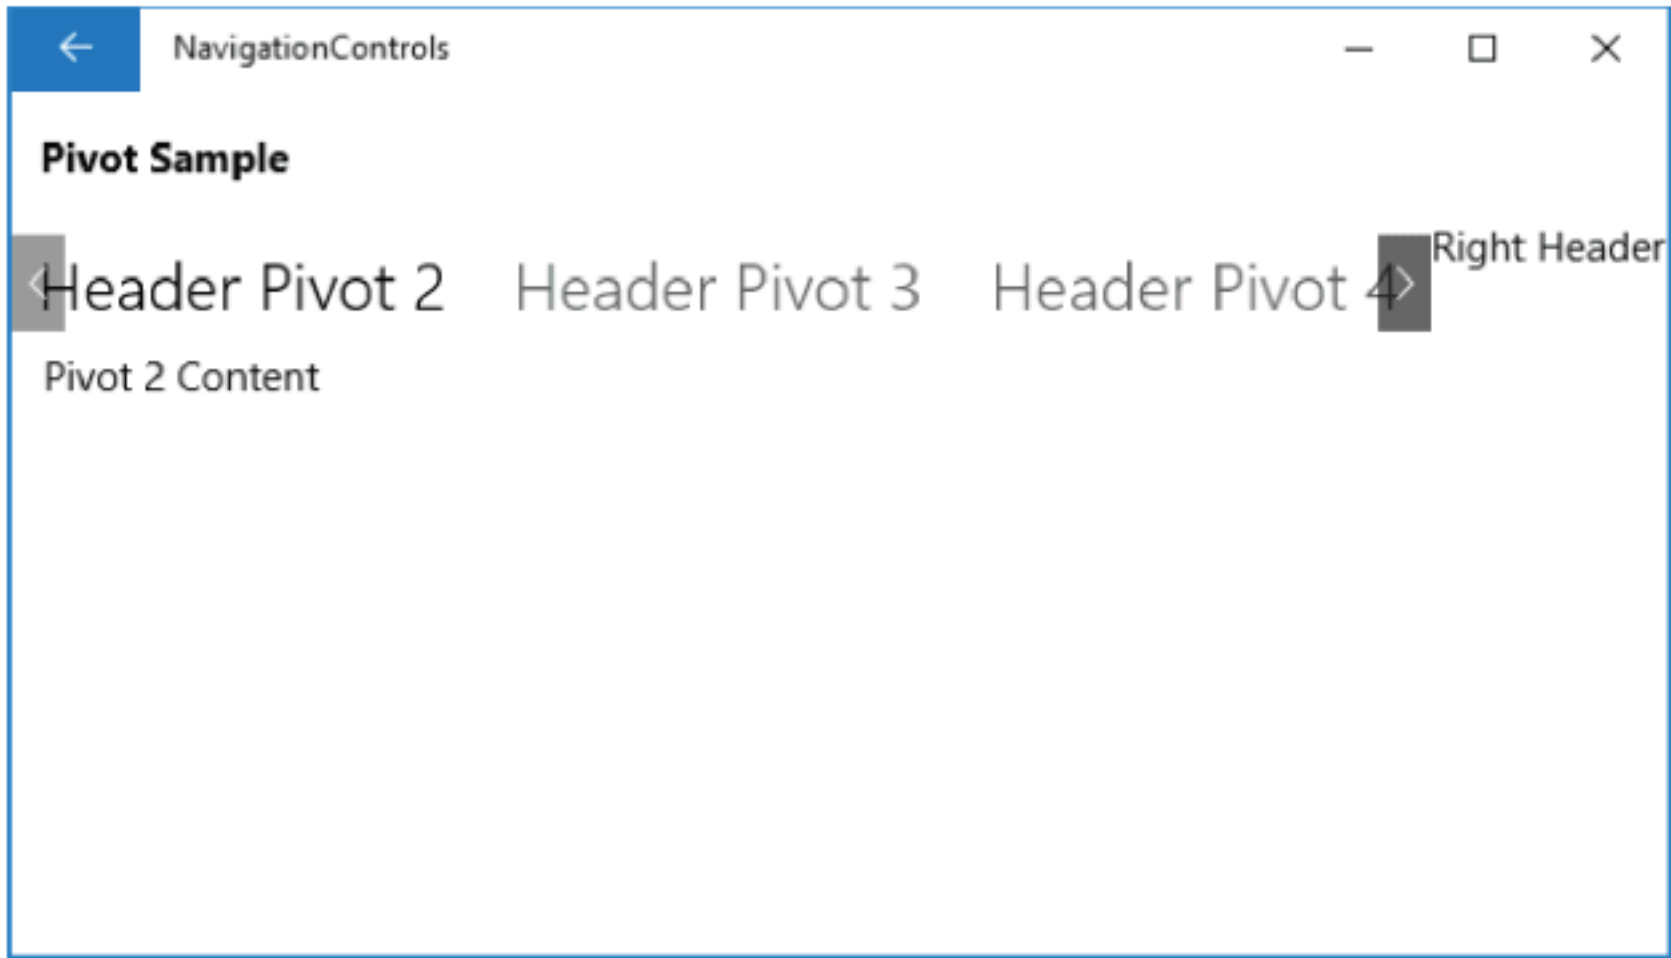 NavigationControls
Pivot Sample
Header Pivot 2 Header Pivot 3 Header Pivot 4 Right Header
Pivot 2 Content